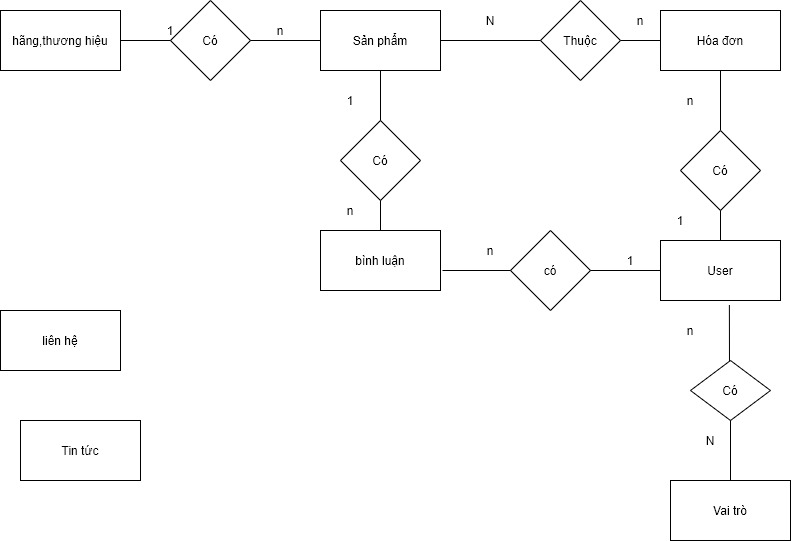 hãng,thương hiệu
1
Có
n
Sản phẩm
N
Thuộc
n
Hóa đơn
1
Có
n
n
Có
1
bình luận
n
có
1
User
liên hệ
n
Có
N
Tin tức
Vai trò